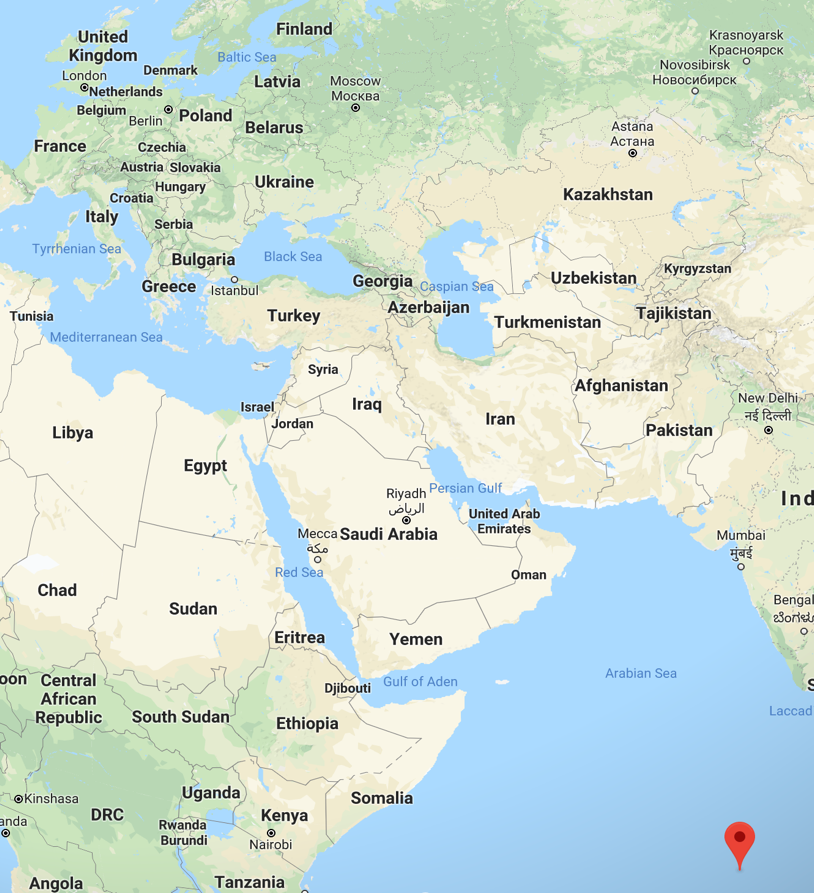 Finland
Krasnoyarsk
Красноярск
United
Kingdom
Baltic Sea
Novosibirsk
Новосибирск
London
Denmark
Netherlands
Latvia
Moscow
Москва
Belgium
Berlin
Poland
Belarus
Astana
Астана
France
Czechia
Austria
Slovakia
Hungary
Ukraine
Kazakhstan
Croatia
Italy
Serbia
Tyrrhenian Sea
Bulgaria
Black Sea
Greece
Istanbul
Georgia
Caspian Sea
Uzbekistan
Kyrgyzstan
Tunisia
Turkey
Azerbaijan
Turkmenistan
Tajikistan
Mediterranean Sea
Syria
Afghanistan
Israel
Iraq
New Delhi
नई दिल्ली
Jordan
Iran
Libya
Pakistan
Egypt
Persian Gulf
Riyadh
الرياض
Ind
United Arab
Emirates
Mecca
مكة
Saudi Arabia
Mumbai
मुंबई
Red Sea
Oman
Chad
Sudan
Bengal
ಬೆಂಗಳೂ
Eritrea
Yemen
oon
Central
African
Republic
Djibouti
Gulf of Aden
Arabian Sea
S
South Sudan
Ethiopia
Laccad
Uganda
Somalia
Kinshasa
DRC
Kenya
anda
Rwanda
Burundi
Nairobi
Angola
Tanzania